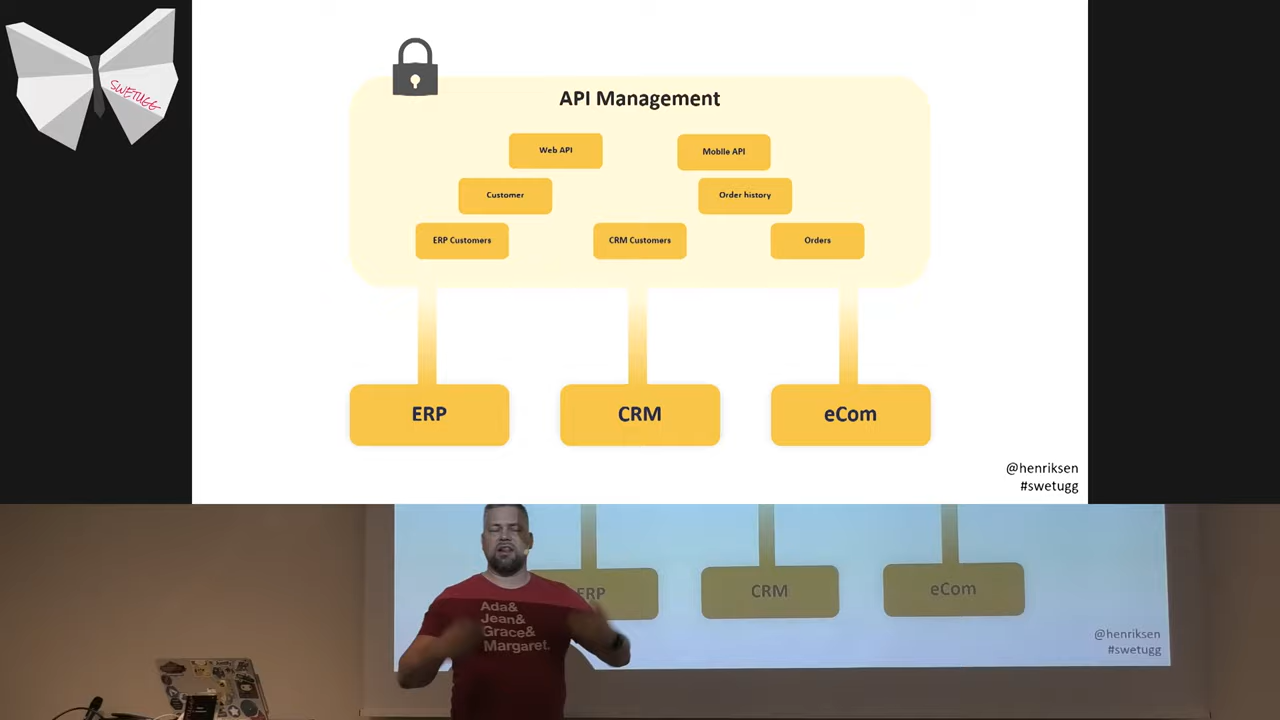 SWETUGG
API Management
Web API
Mobile API
Customer
Order history
ERP Customers
CRM Customers
Orders
ERP
CRM
eCom
@henriksen
#swetugg
ERP
CRM
eCom
Ada&
Jean&
Grace&
Margaret.
@henriksen
#swetugg